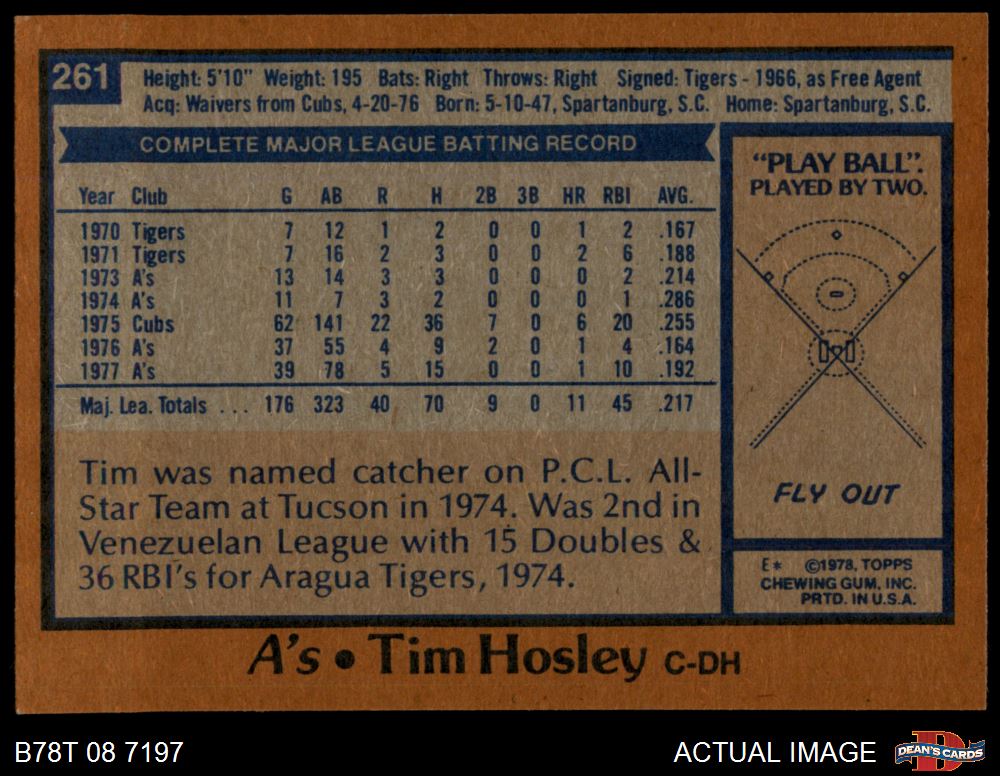 261
Height: 5'10" Weight: 195 Bats: Right Throws: Right Signed: Tigers - 1966, as Free Agent
Acq: Waivers from Cubs, 4-20-76 Born: 5-10-47, Spartanburg, S.C. Home: Spartanburg, S.C.
COMPLETE MAJOR LEAGUE BATTING RECORD
Year Club G AB R H 2B 3B HR RBI AVG.
1970 Tigers 7 12 1 2 0 0 1 2 .167
1971 Tigers 7 16 2 3 0 0 2 6 .188
1973 A's 13 14 3 3 0 0 0 2 .214
1974 A's 11 7 3 2 0 0 0 1 .286
1975 Cubs 62 141 22 36 7 0 6 20 .255
1976 A's 37 55 4 9 2 0 1 4 .164
1977 A's 39 78 5 15 0 0 1 10 .192
Maj. Lea. Totals ... 176 323 40 70 9 0 11 45 .217
Tim was named catcher on P.C.L. All-
Star Team at Tucson in 1974. Was 2nd in
Venezuelan League with 15 Doubles &
36 RBI's for Aragua Tigers, 1974.
"PLAY BALL".
PLAYED BY TWO.
FLY OUT
E* ©1978, TOPPS
CHEWING GUM, INC.
PRTD. IN U.S.A.
A's • Tim Hosley C-DH
B78T 08 7197
ACTUAL IMAGE
DEAN'S CARDS